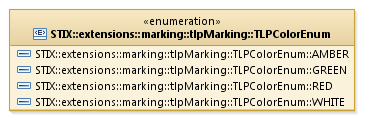 «enumeration»
E STIX::extensions::marking::tlpMarking::TLPColorEnum
STIX::extensions::marking::tlpMarking::TLPColorEnum::AMBER
STIX::extensions::marking::tlpMarking::TLPColorEnum::GREEN
STIX::extensions::marking::tlpMarking::TLPColorEnum::RED
STIX::extensions::marking::tlpMarking::TLPColorEnum::WHITE